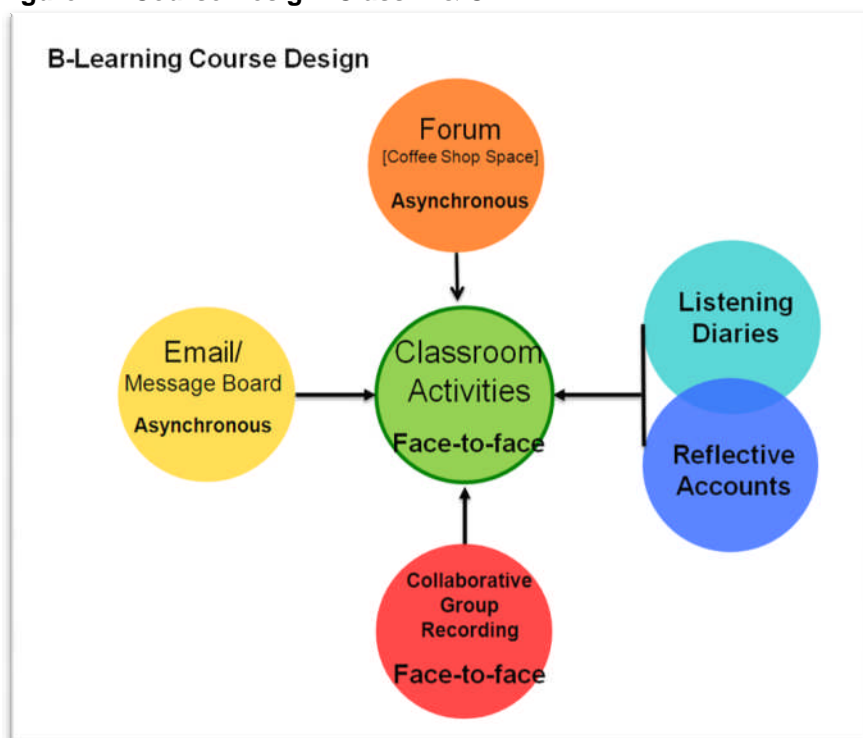 B-Learning Course Design
Forum
[Coffee Shop Space]
Asynchronous
Listening
Diaries
Email/
Message Board
Asynchronous
Classroom
Activities
Face-to-face
Reflective
Accounts
Collaborative
Group
Recording
Face-to-face